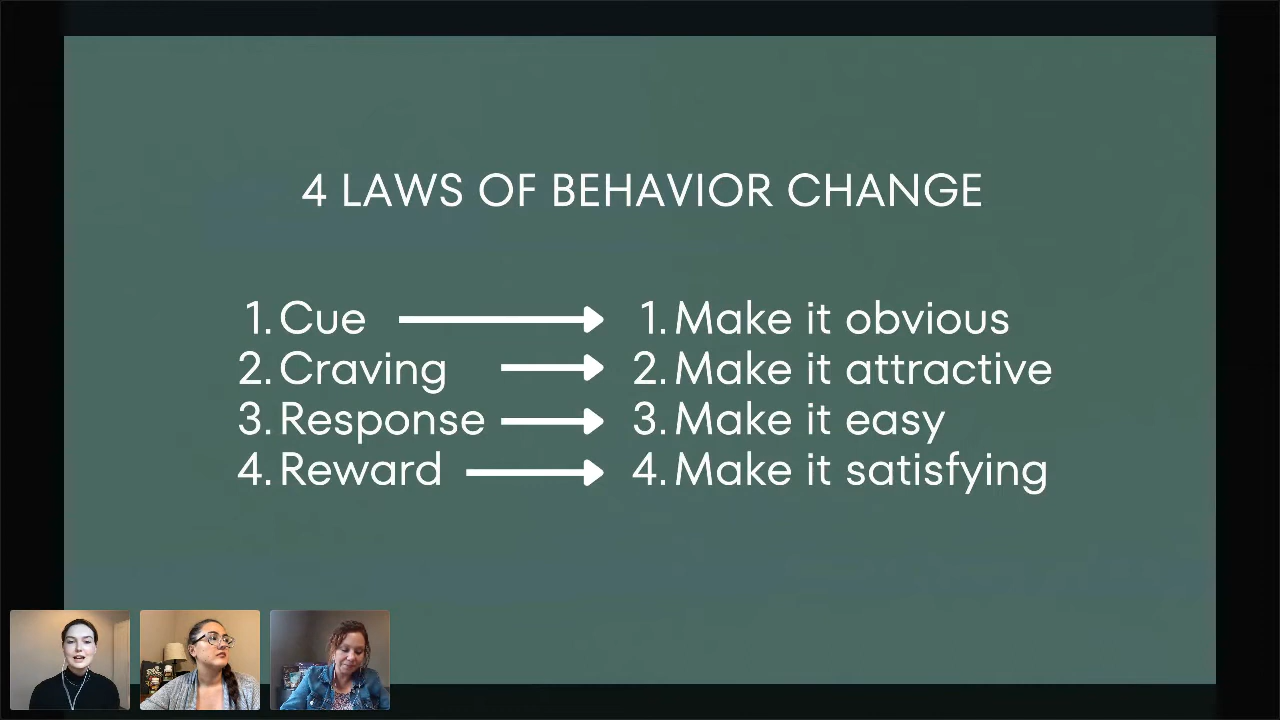 4 LAWS OF BEHAVIOR CHANGE
1. Cue 1. Make it obvious
2. Craving 2. Make it attractive
3. Response 3. Make it easy
4. Reward 4. Make it satisfying